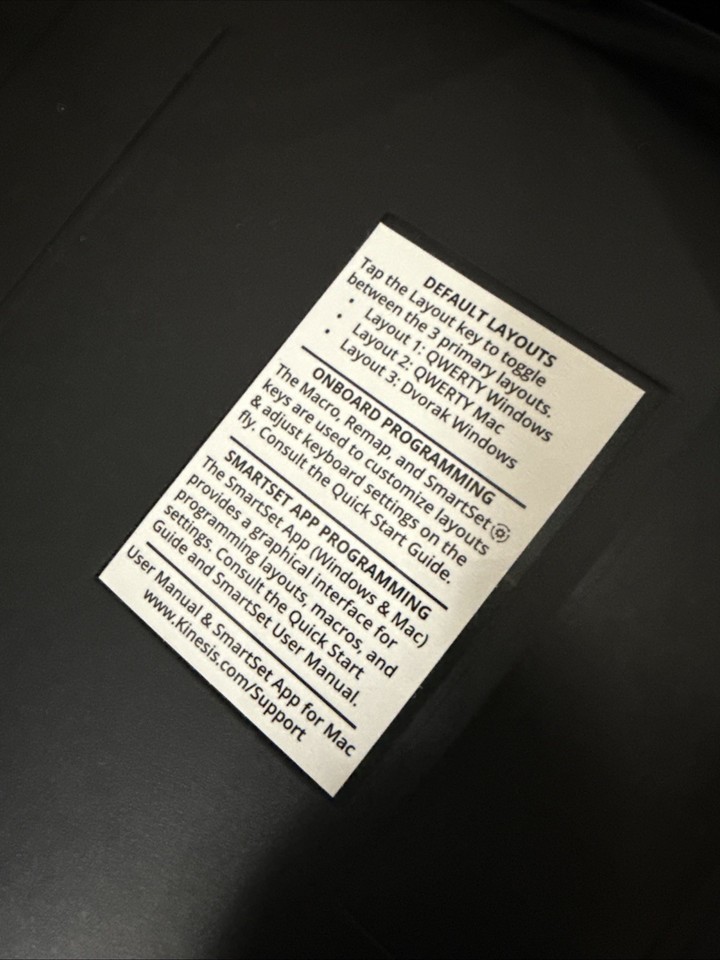 DEFAULT LAYOUTS
Tap the Layout key to toggle
between the 3 primary layouts.
• Layout 1: QWERTY Windows
• Layout 2: QWERTY Mac
• Layout 3: Dvorak Windows
ONBOARD PROGRAMMING
The Macro, Remap, and SmartSet
keys are used to customize layouts
& adjust keyboard settings on the
fly. Consult the Quick Start Guide.
SMARTSET APP PROGRAMMING
The SmartSet App (Windows & Mac)
provides a graphical interface for
programming layouts, macros, and
settings. Consult the Quick Start
Guide and SmartSet User Manual.
User Manual & SmartSet App for Mac
www.Kinesis.com/Support